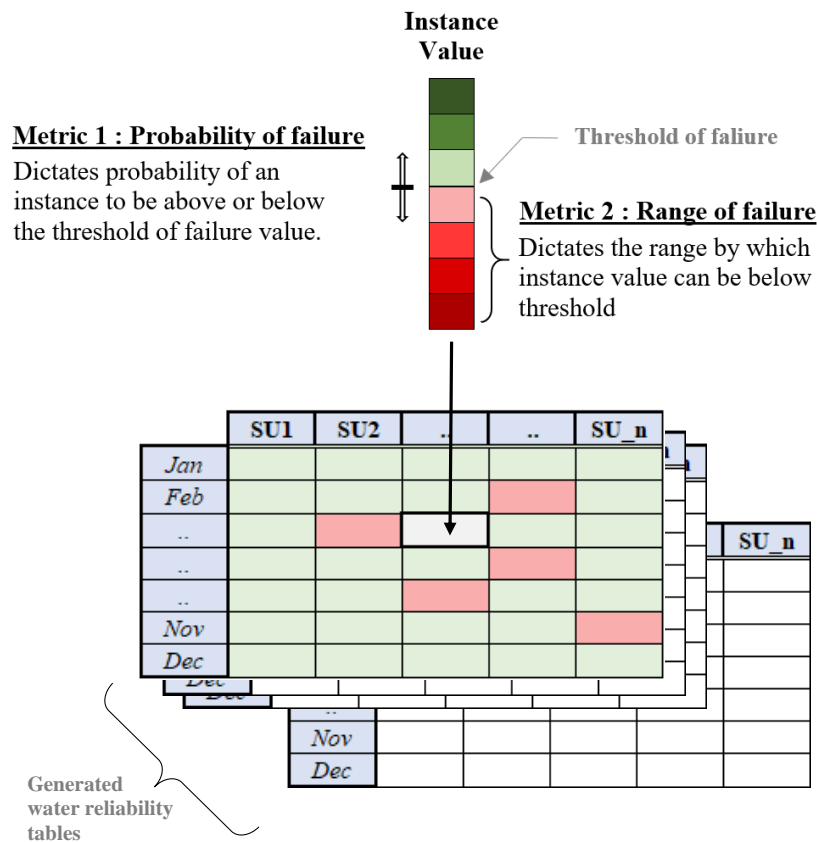 Instance
Value
Metric 1 : Probability of failure
Dictates probability of an
instance to be above or below
the threshold of failure value.
Threshold of faliure
Metric 2 : Range of failure
Dictates the range by which
instance value can be below
threshold
SU1 SU2 .. .. SU_n
Jan
Feb
..
..
..
Nov
Dec
n
n
SU_n
Dec
Dec
..
Nov
Dec
Generated
water reliability
tables